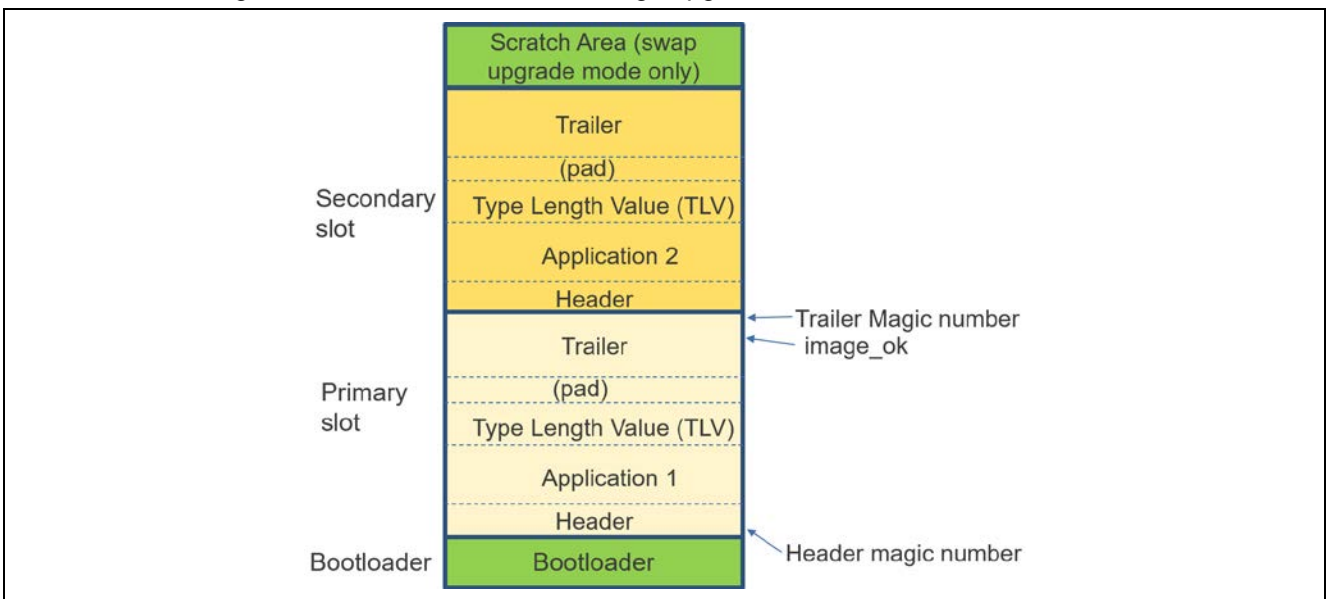 Scratch Area (swap
upgrade mode only)
Trailer
(pad)
Secondary
slot
Type Length Value (TLV)
Application 2
Header
Trailer Magic number
image_ok
Trailer
Primary
slot
(pad)
Type Length Value (TLV)
Application 1
Header
Header magic number
Bootloader
Bootloader